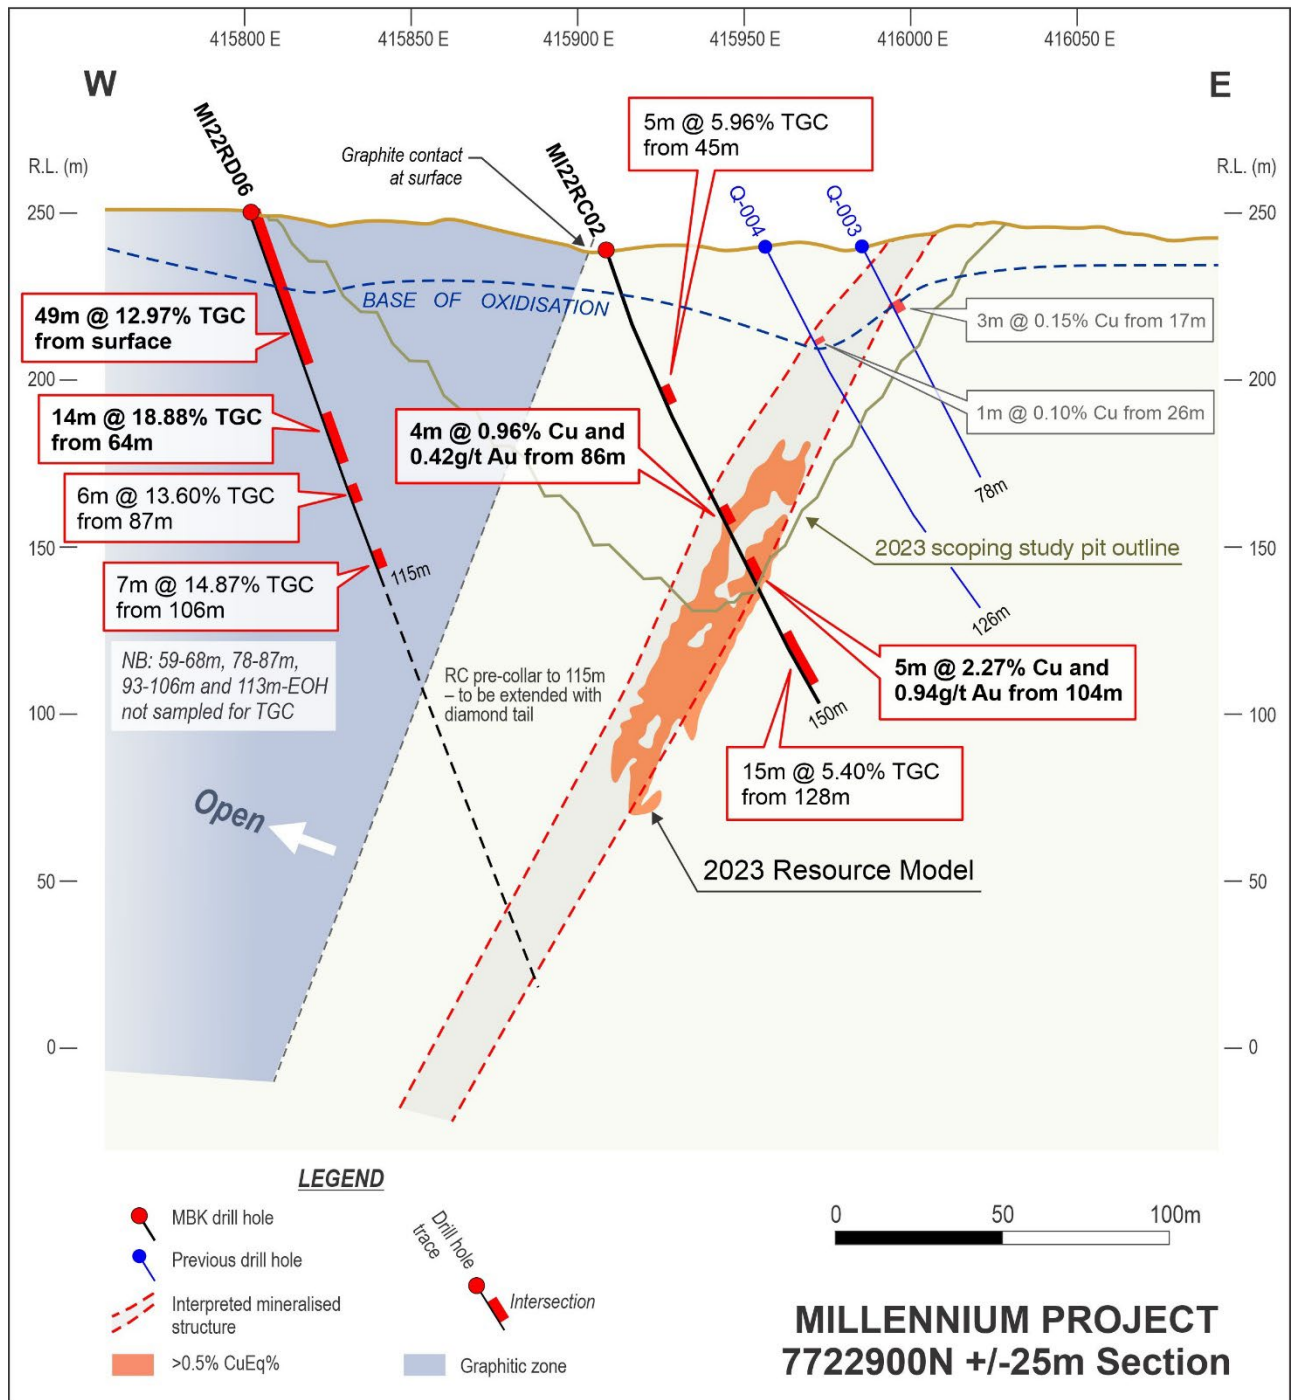 415800 E
415850 E
415900 E
415950 E
416000 E
416050 E
W
E
R.L. (m)
R.L. (m)
MI22RD06
Graphite contact
at surface
MI22RC02
5m @ 5.96% TGC
from 45m
Q-004
Q-003
250
250
BASE OF OXIDISATION
49m @ 12.97% TGC
from surface
3m @ 0.15% Cu from 17m
200
200
14m @ 18.88% TGC
from 64m
4m @ 0.96% Cu and
0.42g/t Au from 86m
1m @ 0.10% Cu from 26m
78m
6m @ 13.60% TGC
from 87m
150
150
2023 scoping study pit outline
7m @ 14.87% TGC
from 106m
115m
126m
NB: 59-68m, 78-87m,
93-106m and 113m-EOH
not sampled for TGC
RC pre-collar to 115m
– to be extended with
diamond tail
5m @ 2.27% Cu and
0.94g/t Au from 104m
100
100
150m
15m @ 5.40% TGC
from 128m
Open
2023 Resource Model
50
50
0
0
LEGEND
MBK drill hole
Previous drill hole
Interpreted mineralised
structure
>0.5% CuEq%
Drill hole
trace
Intersection
Graphitic zone
0
50
100m
MILLENNIUM PROJECT
7722900N +/-25m Section